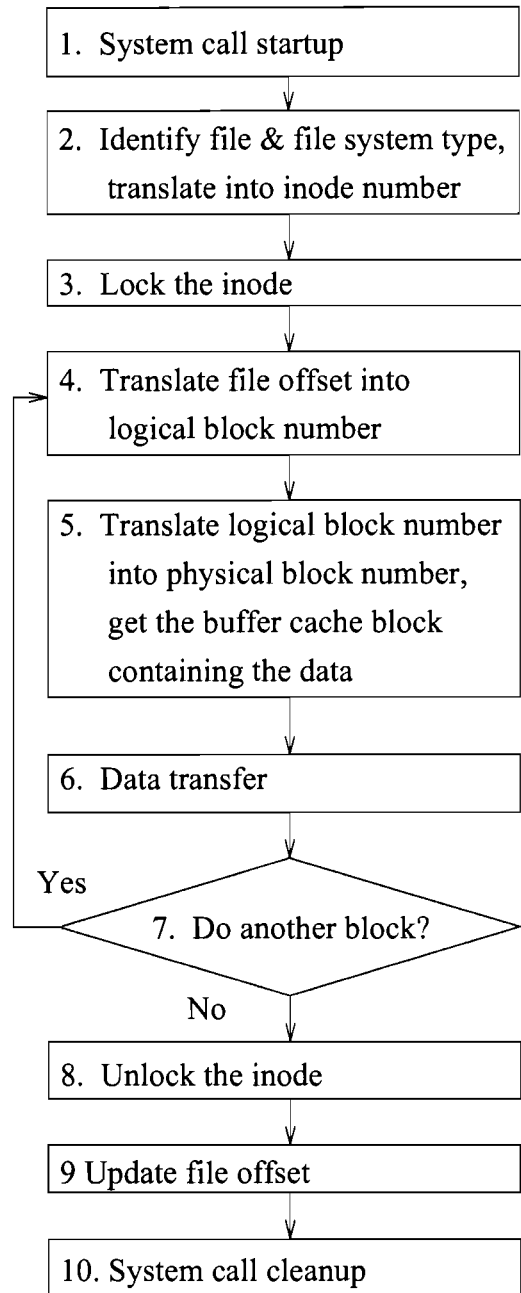 1. System call startup
2. Identify file & file system type,
translate into inode number
3. Lock the inode
4. Translate file offset into
logical block number
5. Translate logical block number
into physical block number,
get the buffer cache block
containing the data
6. Data transfer
Yes
7. Do another block?
No
8. Unlock the inode
9 Update file offset
10. System call cleanup